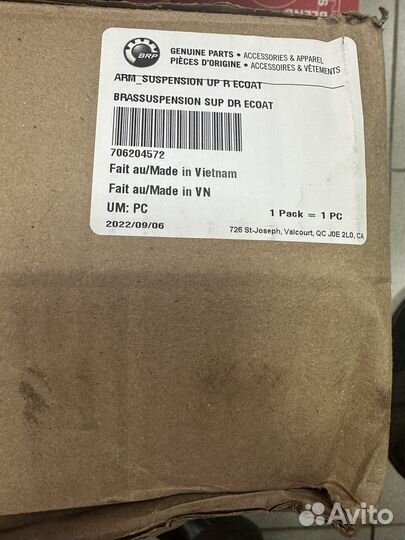 BRP
GENUINE PARTS • ACCESSORIES & APPAREL
PIÈCES D'ORIGINE • ACCESSOIRES & VÊTEMENTS
ARM_SUSPENSION UP R ECOAT
BRASSUSPENSION SUP DR ECOAT
706204572
Fait au/Made in Vietnam
Fait au/Made in VN
UM: PC
1 Pack = 1 PC
2022/09/06
726 St-Joseph, Valcourt, QC J0E 2L0, CA
Avito